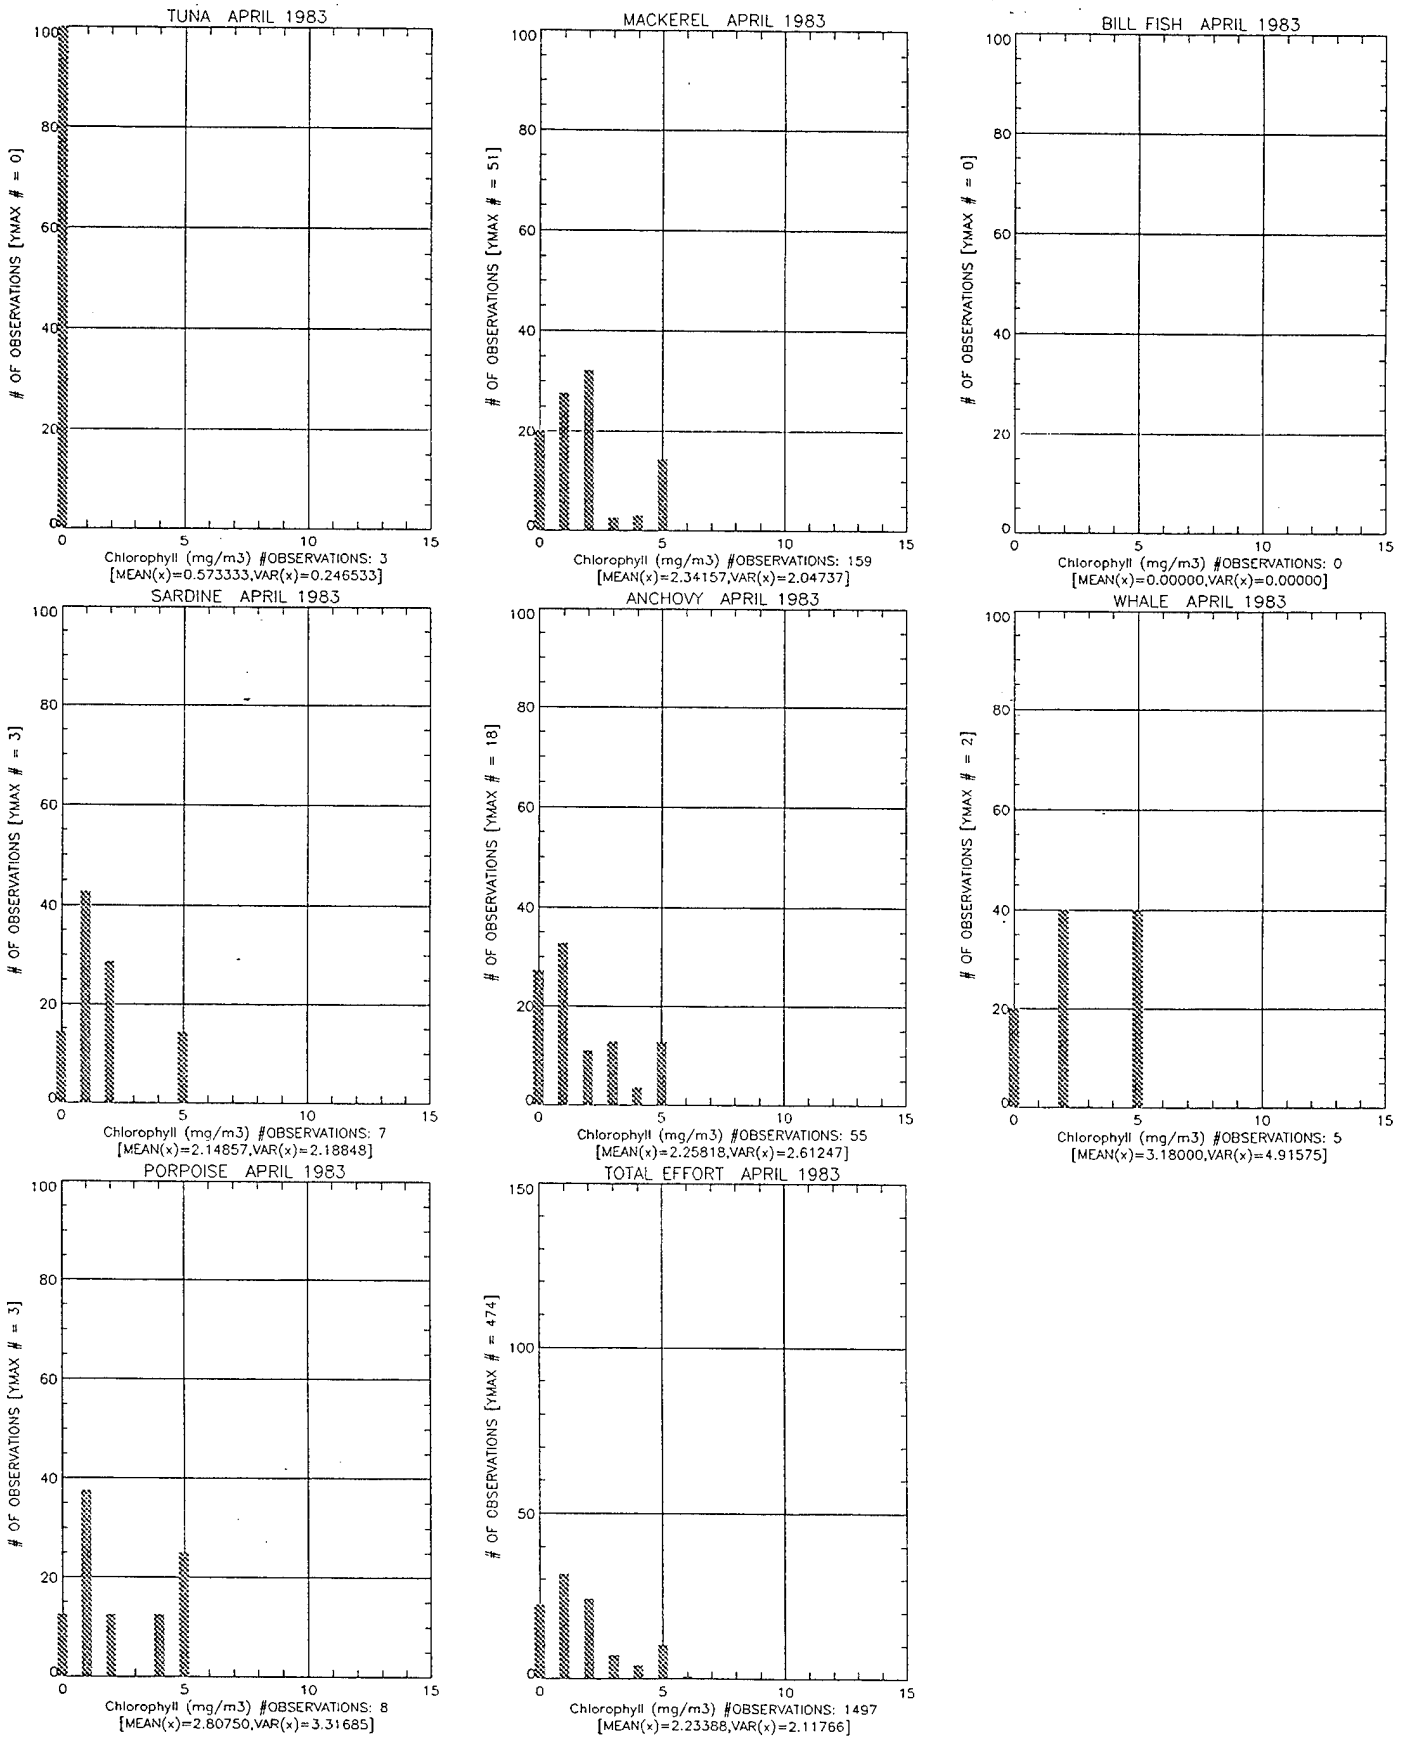 TUNA APRIL 1983
# OF OBSERVATIONS [YMAX # = 0]
100
80
60
40
20
0
0 5 10 15
Chlorophyll (mg/m3) #OBSERVATIONS: 3
[MEAN(x)=0.573333,VAR(x)=0.246533]
MACKEREL APRIL 1983
# OF OBSERVATIONS [YMAX # = 51]
100
80
60
40
20
0
0 5 10 15
Chlorophyll (mg/m3) #OBSERVATIONS: 159
[MEAN(x)=2.34157,VAR(x)=2.04737]
BILL FISH APRIL 1983
# OF OBSERVATIONS [YMAX # = 0]
100
80
60
40
20
0
0 5 10 15
Chlorophyll (mg/m3) #OBSERVATIONS: 0
[MEAN(x)=0.00000,VAR(x)=0.00000]
SARDINE APRIL 1983
# OF OBSERVATIONS [YMAX # = 3]
100
80
60
40
20
0
0 5 10 15
Chlorophyll (mg/m3) #OBSERVATIONS: 7
[MEAN(x)=2.14857,VAR(x)=2.18848]
ANCHOVY APRIL 1983
# OF OBSERVATIONS [YMAX # = 18]
100
80
60
40
20
0
0 5 10 15
Chlorophyll (mg/m3) #OBSERVATIONS: 55
[MEAN(x)=2.25818,VAR(x)=2.61247]
WHALE APRIL 1983
# OF OBSERVATIONS [YMAX # = 2]
100
80
60
40
20
0
0 5 10 15
Chlorophyll (mg/m3) #OBSERVATIONS: 5
[MEAN(x)=3.18000,VAR(x)=4.91575]
PORPOISE APRIL 1983
# OF OBSERVATIONS [YMAX # = 3]
100
80
60
40
20
0
0 5 10 15
Chlorophyll (mg/m3) #OBSERVATIONS: 8
[MEAN(x)=2.80750,VAR(x)=3.31685]
TOTAL EFFORT APRIL 1983
# OF OBSERVATIONS [YMAX # = 474]
150
100
50
0
0 5 10 15
Chlorophyll (mg/m3) #OBSERVATIONS: 1497
[MEAN(x)=2.23388,VAR(x)=2.11766]